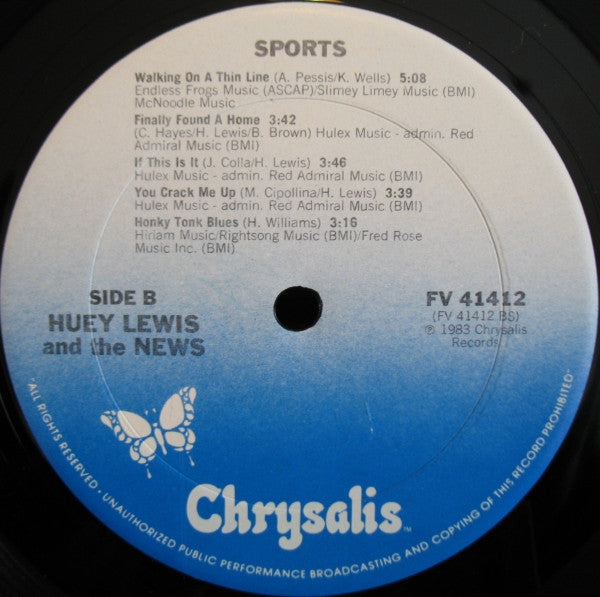 SPORTS
Walking On A Thin Line (A. Pessis/K. Wells) 5:08
Endless Frogs Music (ASCAP)/Slimey Limey Music (BMI)
McNoodle Music
Finally Found A Home 3:42
(C. Hayes/H. Lewis/B. Brown) Hulex Music - admin. Red
Admiral Music (BMI)
If This Is It (J. Colla/H. Lewis) 3:46
Hulex Music - admin. Red Admiral Music (BMI)
You Crack Me Up (M. Cipollina/H. Lewis) 3:39
Hulex Music - admin. Red Admiral Music (BMI)
Honky Tonk Blues (H. Williams) 3:16
Hiriam Music/Rightsong Music (BMI)/Fred Rose
Music Inc. (BMI)
SIDE B
HUEY LEWIS
and the NEWS
FV 41412
(FV 41412 BS)
℗ 1983 Chrysalis
Records
Chrysalis™
·ALL RIGHTS RESERVED · UNAUTHORIZED PUBLIC PERFORMANCE BROADCASTING AND COPYING OF THIS RECORD PROHIBITED·